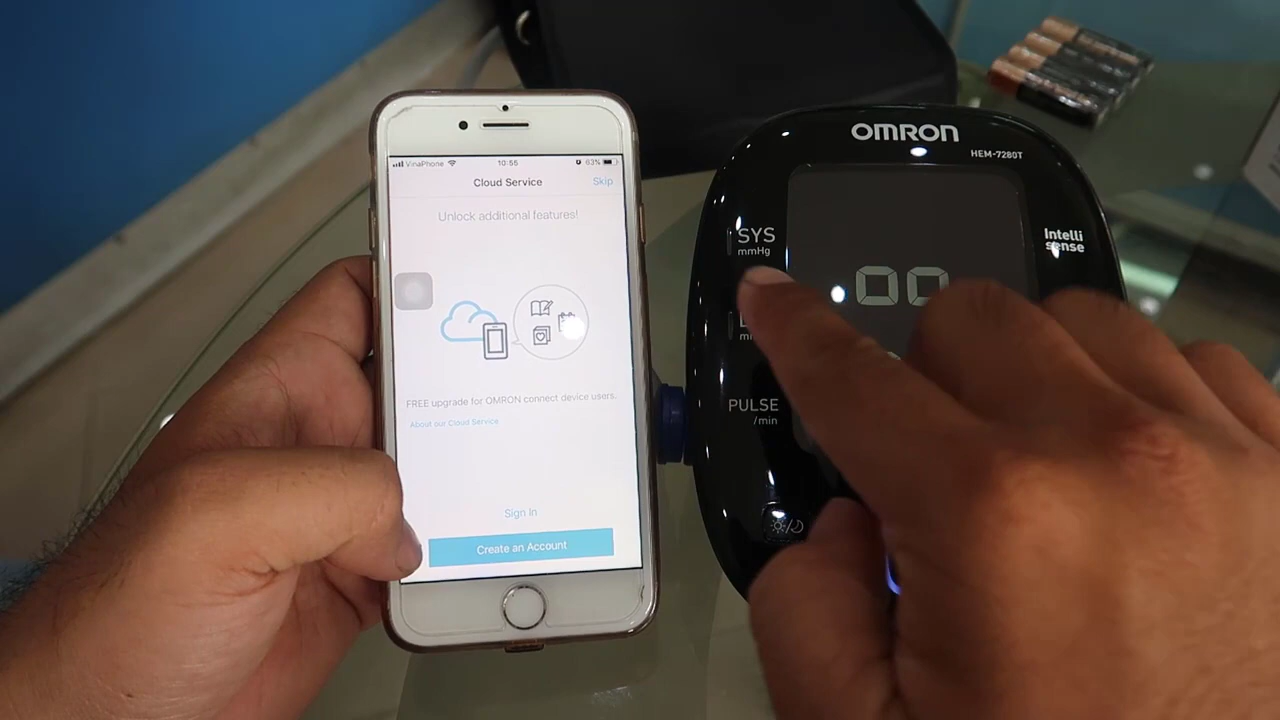 VinaPhone
10:55
63%
Cloud Service
Skip
Unlock additional features!
FREE upgrade for OMRON connect device users.
About our Cloud Service
Sign In
Create an Account
OMRON
HEM-7280T
SYS
mmHg
Intelli
sense
00
PULSE
/min